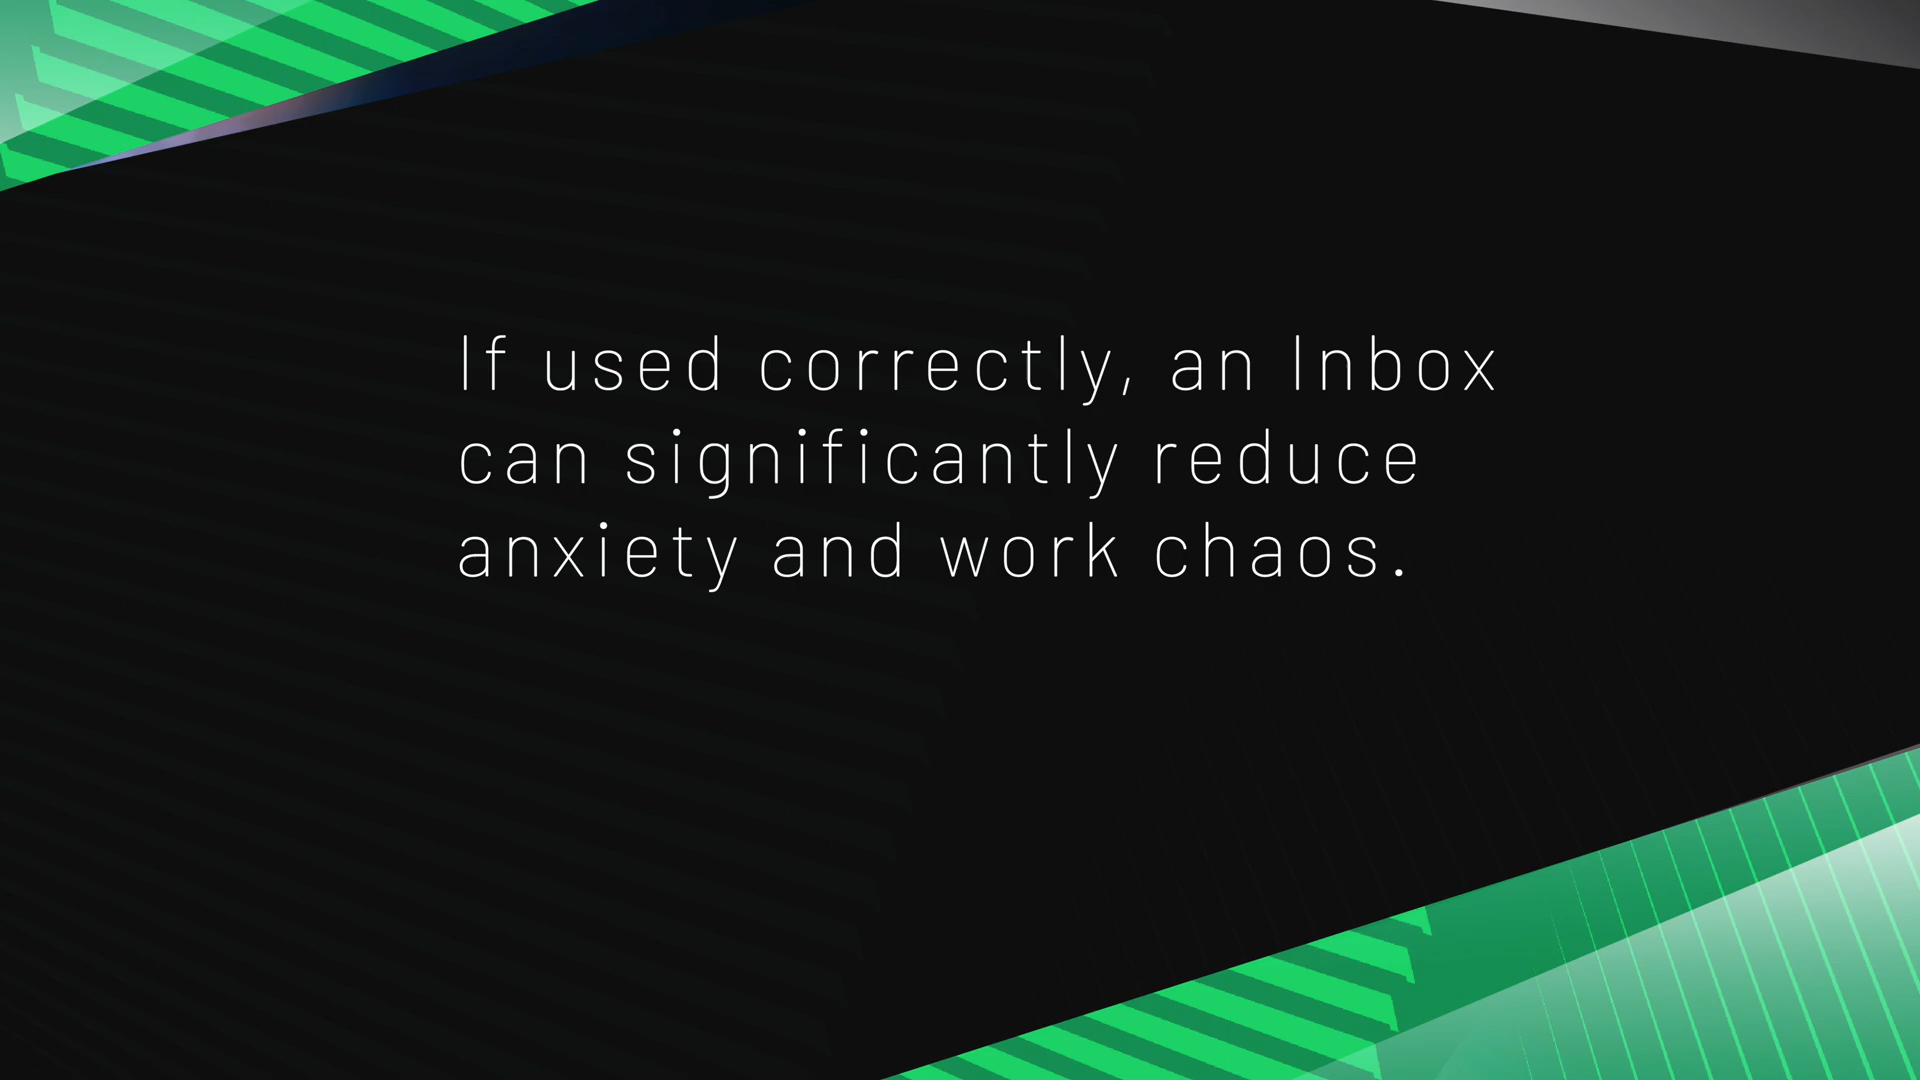 If used correctly, an Inbox
can significantly reduce
anxiety and work chaos.